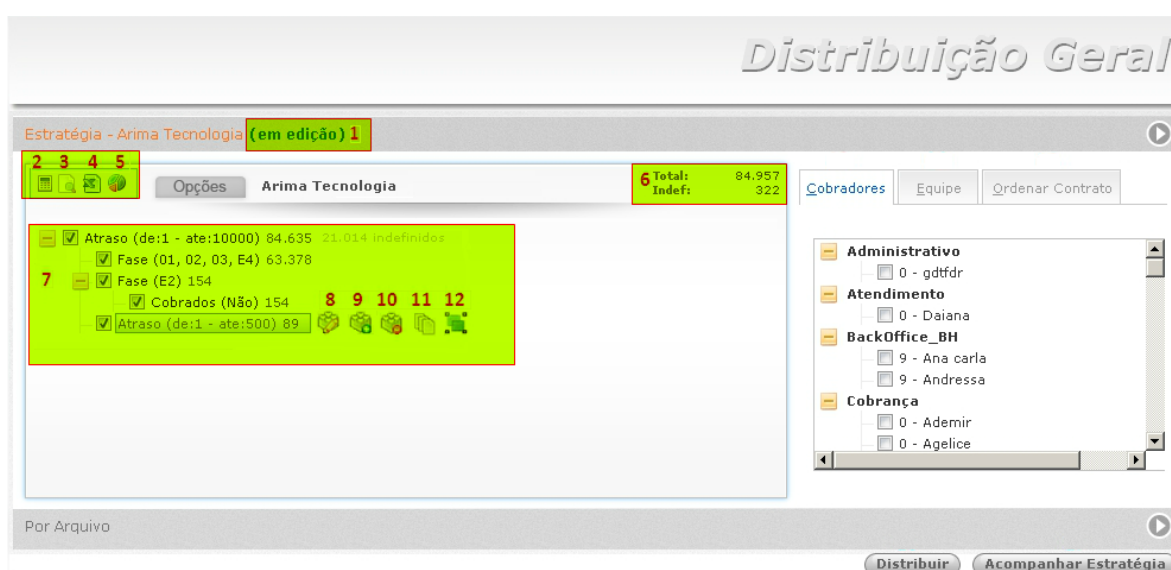 Distribuição Geral
Estratégia - Arima Tecnologia (em edição) 1
2 3 4 5
Opções Arima Tecnologia
6 Total: 84.957
Indef: 322
Cobradores Equipe Ordenar Contrato
Atraso (de:1 - ate:10000) 84.635 21.014 indefinidos
Fase (01, 02, 03, E4) 63.378
7 Fase (E2) 154
Cobrados (Não) 154
8 9 10 11 12
Atraso (de:1 - ate:500) 89
Administrativo
0 - gdtfdr
Atendimento
0 - Daiana
BackOffice_BH
9 - Ana carla
9 - Andressa
Cobrança
0 - Ademir
0 - Agelice
Por Arquivo
Distribuir Acompanhar Estratégia